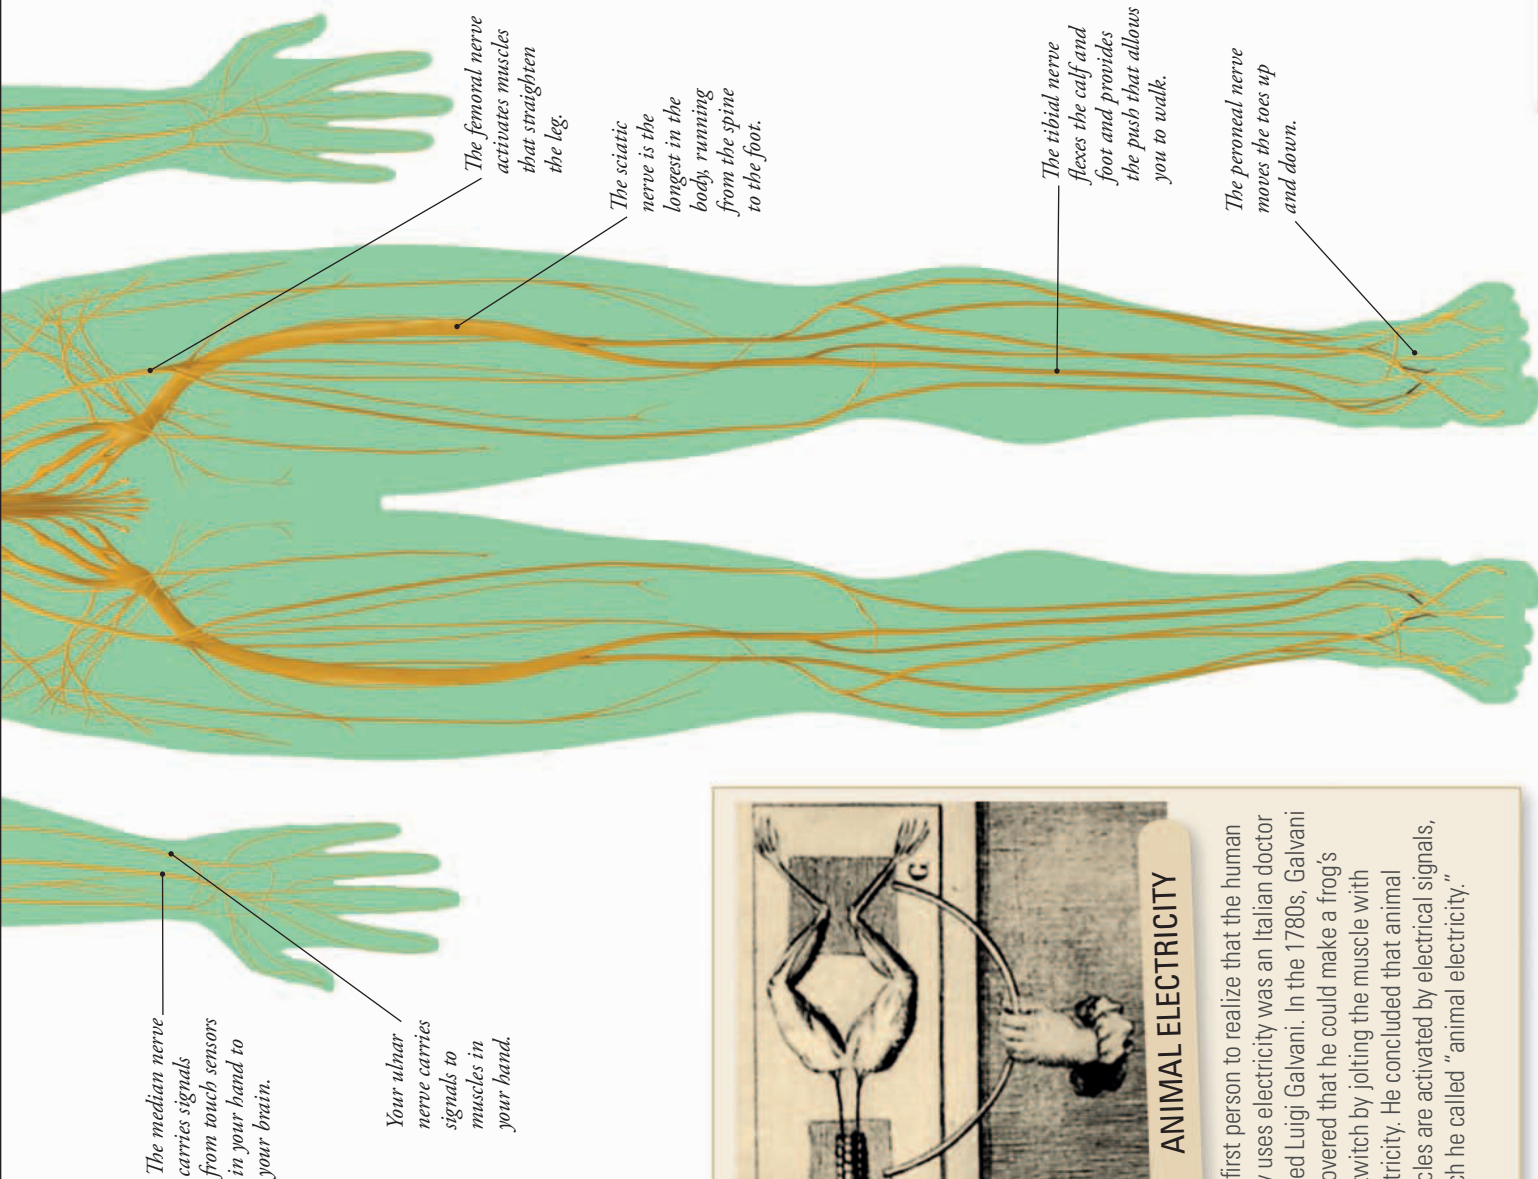 The femoral nerve
activates muscles
that straighten
the leg.
The sciatic
nerve is the
longest in the
body, running
from the spine
to the foot.
The tibial nerve
flexes the calf and
foot and provides
the push that allows
you to walk.
The peroneal nerve
moves the toes up
and down.
The median nerve
carries signals
from touch sensors
in your hand to
your brain.
Your ulnar
nerve carries
signals to
muscles in
your hand.
G
ANIMAL ELECTRICITY
first person to realize that the human
y uses electricity was an Italian doctor
ed Luigi Galvani. In the 1780s, Galvani
overed that he could make a frog's
witch by jolting the muscle with
tricity. He concluded that animal
cles are activated by electrical signals,
ch he called "animal electricity."